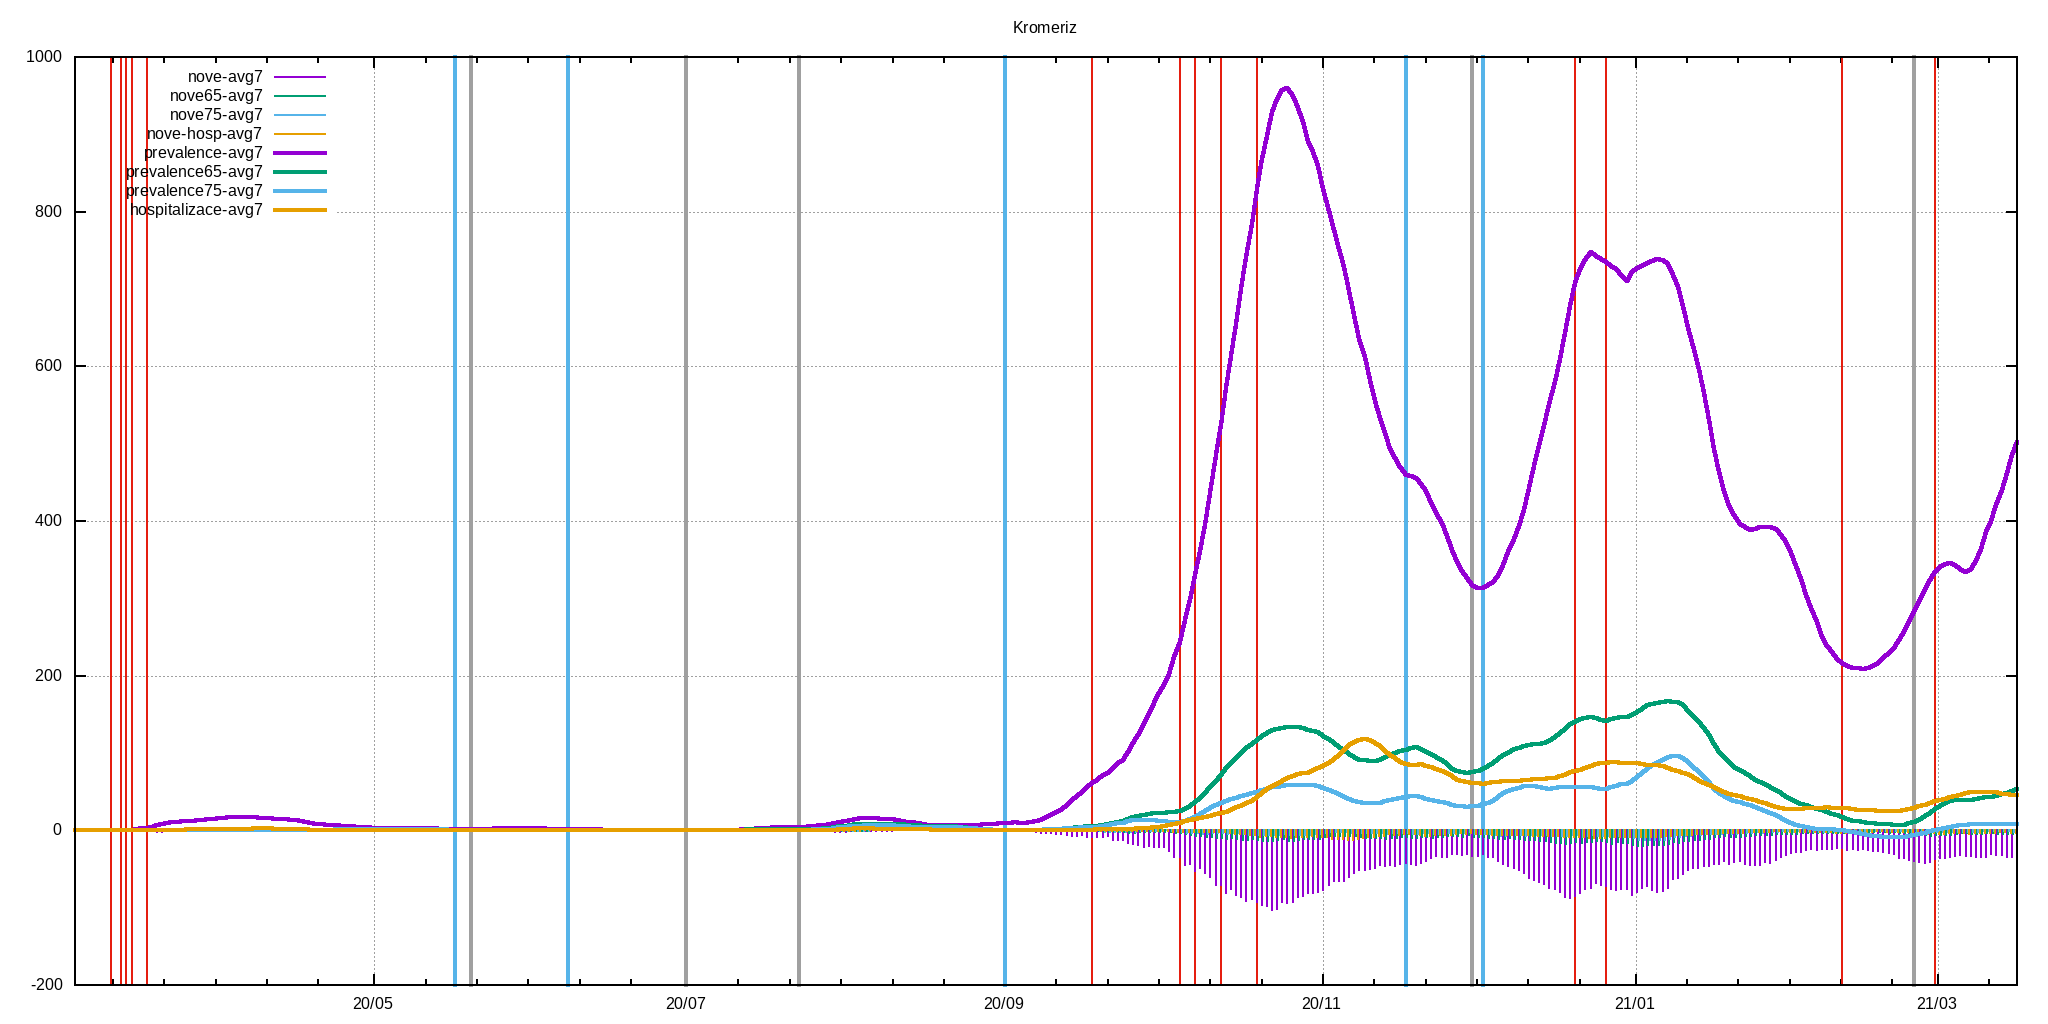 Kromeriz
1000
800
600
400
200
0
-200
nove-avg7
nove65-avg7
nove75-avg7
nove-hosp-avg7
prevalence-avg7
prevalence65-avg7
prevalence75-avg7
hospitalizace-avg7
20/05
20/07
20/09
20/11
21/01
21/03